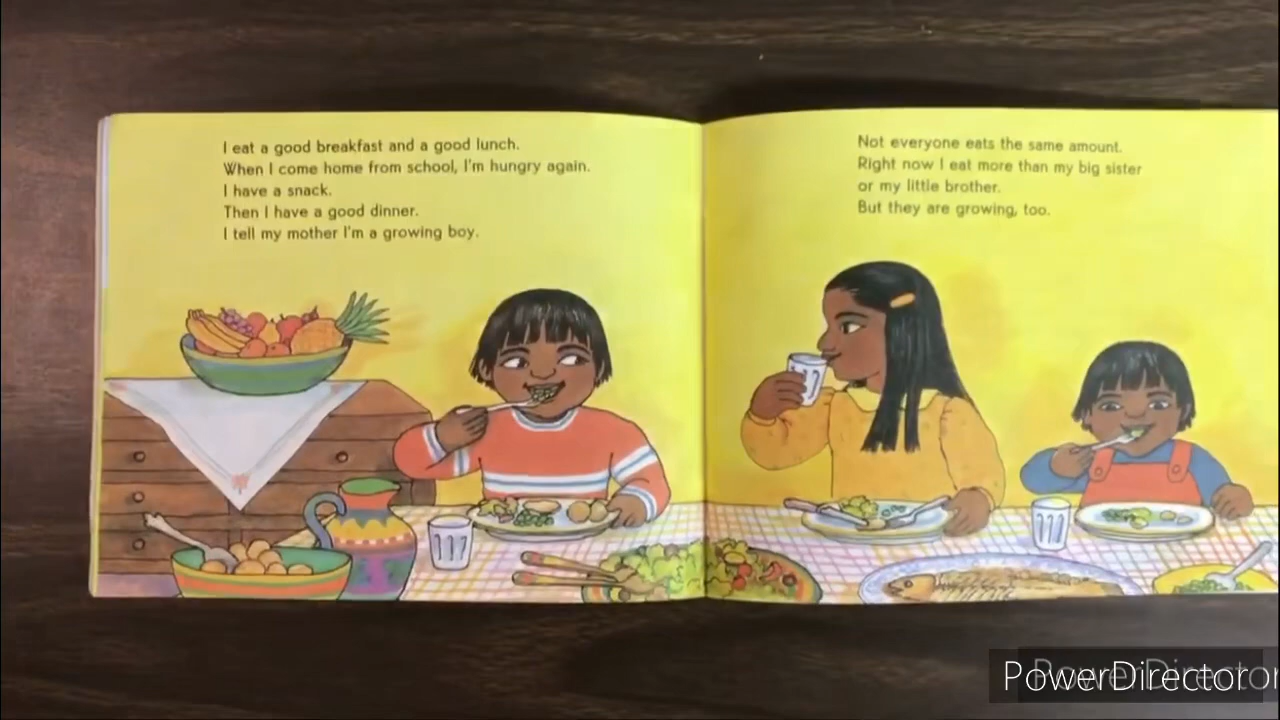 I eat a good breakfast and a good lunch.
When I come home from school, I'm hungry again.
I have a snack.
Then I have a good dinner.
I tell my mother I'm a growing boy.
Not everyone eats the same amount.
Right now I eat more than my big sister
or my little brother.
But they are growing, too.
PowerDirector
PowerDirector